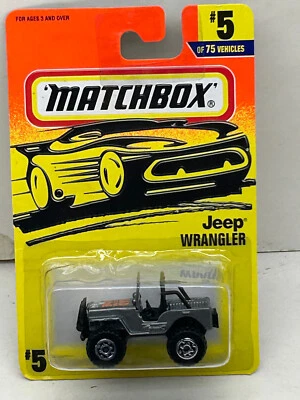 FOR AGES 3 AND OVER
#5
OF 75 VEHICLES
MATCHBOX
Jeep
WRANGLER
#5